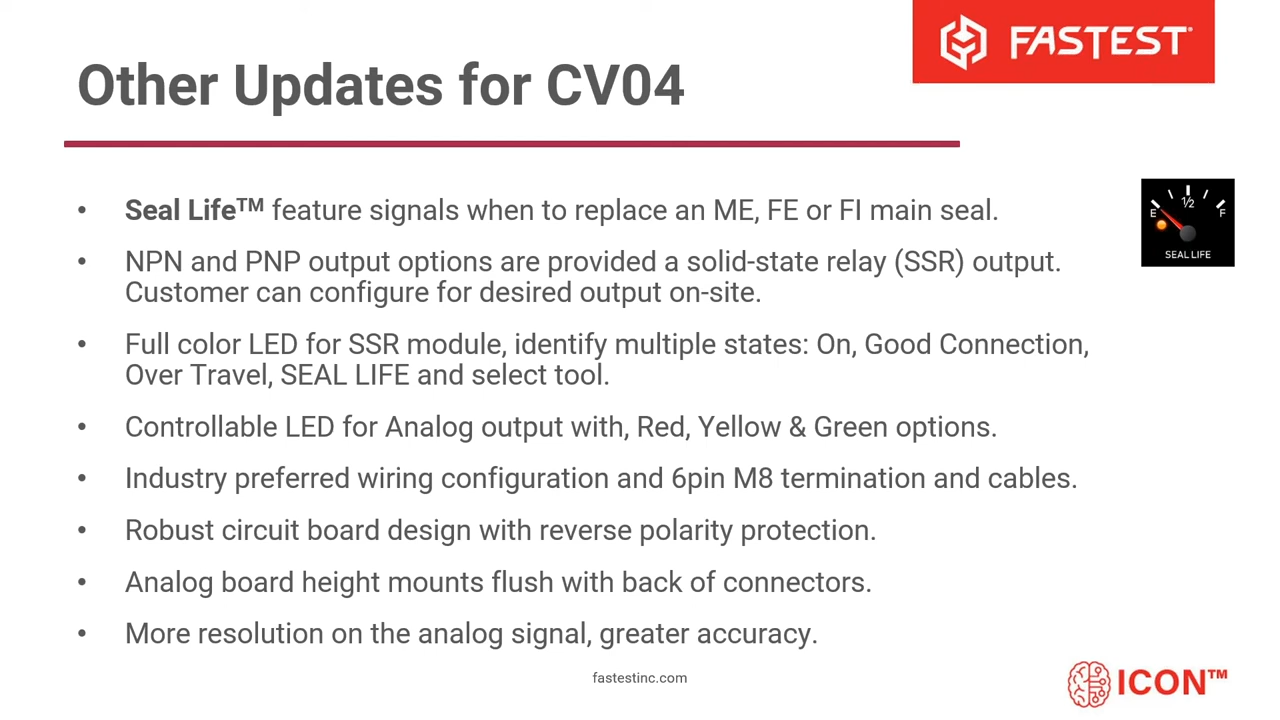 FASTEST
Other Updates for CV04
• Seal Life™ feature signals when to replace an ME, FE or FI main seal.
• NPN and PNP output options are provided a solid-state relay (SSR) output.
Customer can configure for desired output on-site.
• Full color LED for SSR module, identify multiple states: On, Good Connection,
Over Travel, SEAL LIFE and select tool.
• Controllable LED for Analog output with, Red, Yellow & Green options.
• Industry preferred wiring configuration and 6pin M8 termination and cables.
• Robust circuit board design with reverse polarity protection.
• Analog board height mounts flush with back of connectors.
• More resolution on the analog signal, greater accuracy.
E ½ F
SEAL LIFE
fastestinc.com
ICON™